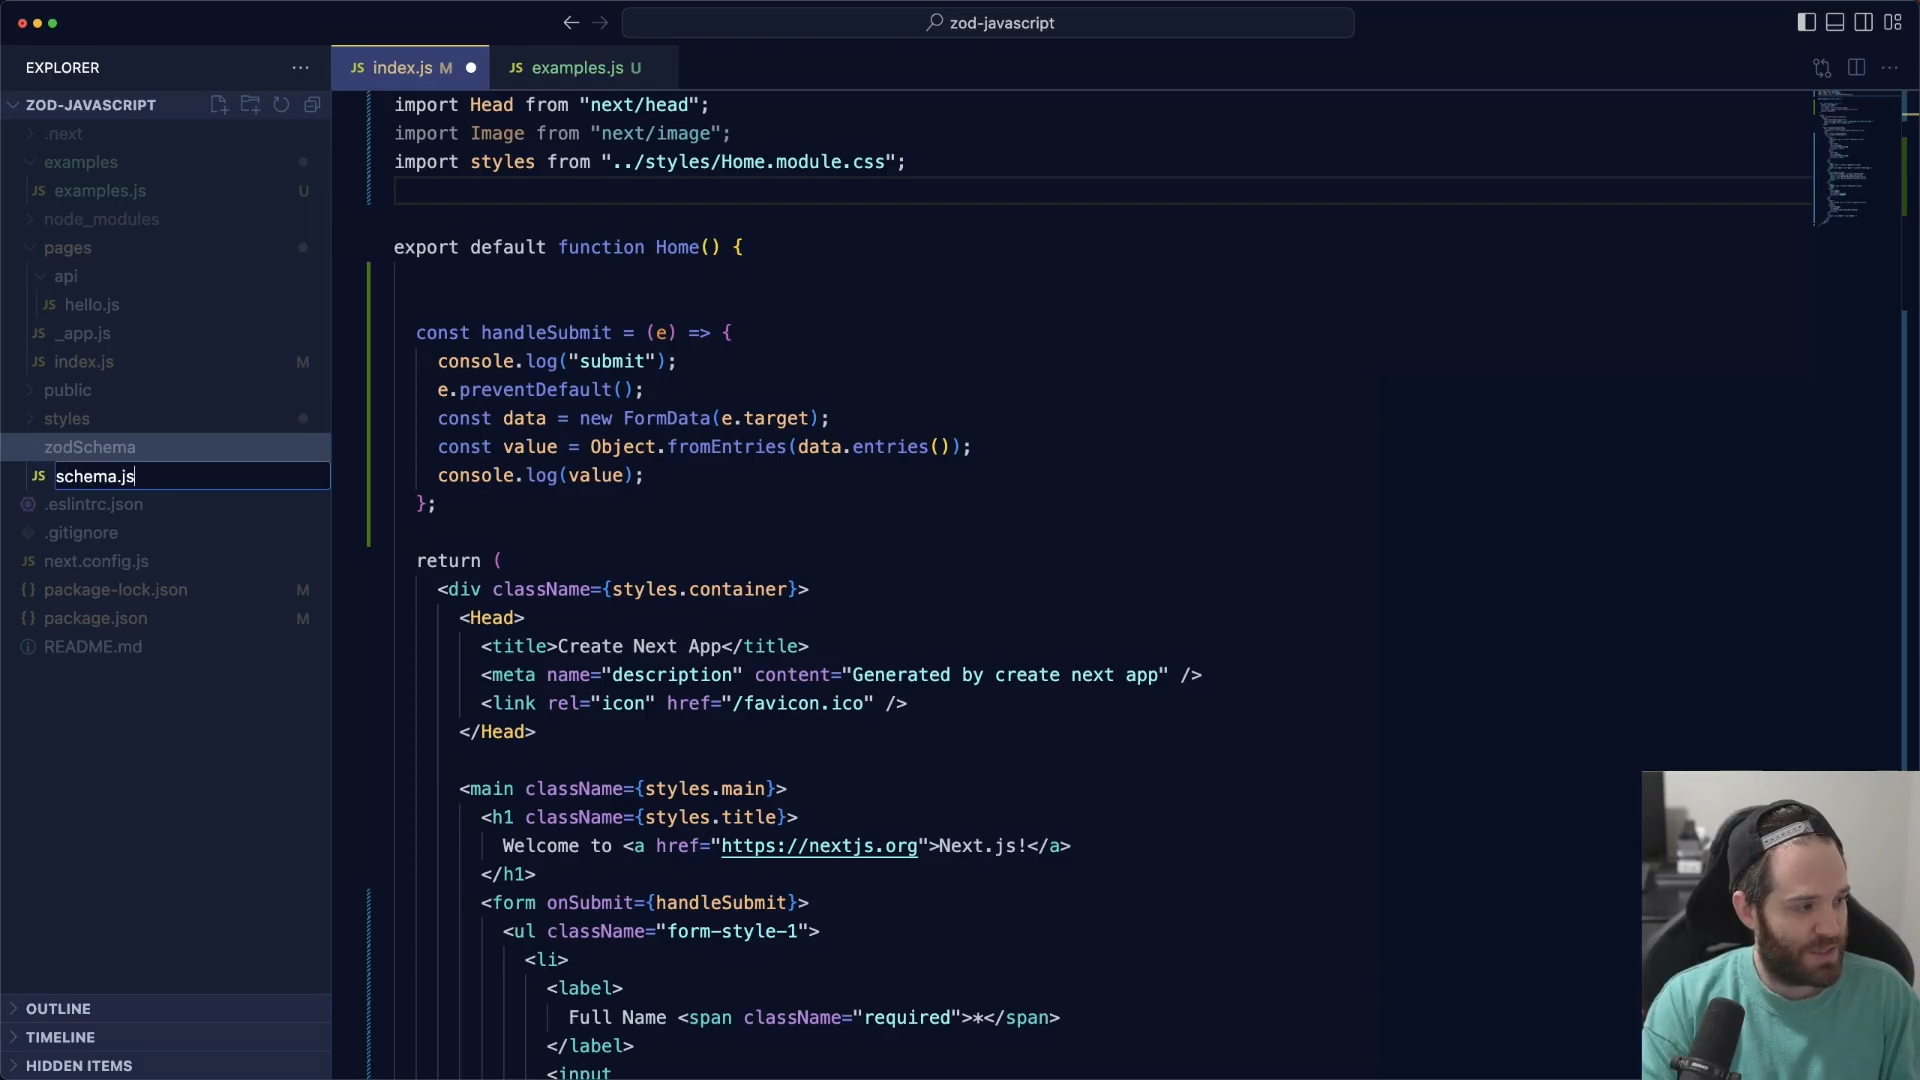 zod-javascript
EXPLORER
JS index.js M
JS examples.js U
ZOD-JAVASCRIPT
.next
examples
JS examples.js U
node_modules
pages
api
JS hello.js
JS _app.js
JS index.js M
public
styles
zodSchema
JS schema.js
.eslintrc.json
.gitignore
JS next.config.js
{} package-lock.json M
{} package.json M
README.md
OUTLINE
TIMELINE
HIDDEN ITEMS
import Head from "next/head";
import Image from "next/image";
import styles from "../styles/Home.module.css";
export default function Home() {
const handleSubmit = (e) => {
console.log("submit");
e.preventDefault();
const data = new FormData(e.target);
const value = Object.fromEntries(data.entries());
console.log(value);
};
return (
<div className={styles.container}>
<Head>
<title>Create Next App</title>
<meta name="description" content="Generated by create next app" />
<link rel="icon" href="/favicon.ico" />
</Head>
<main className={styles.main}>
<h1 className={styles.title}>
Welcome to <a href="https://nextjs.org">Next.js!</a>
</h1>
<form onSubmit={handleSubmit}>
<ul className="form-style-1">
<li>
<label>
Full Name <span className="required">*</span>
</label>
<input